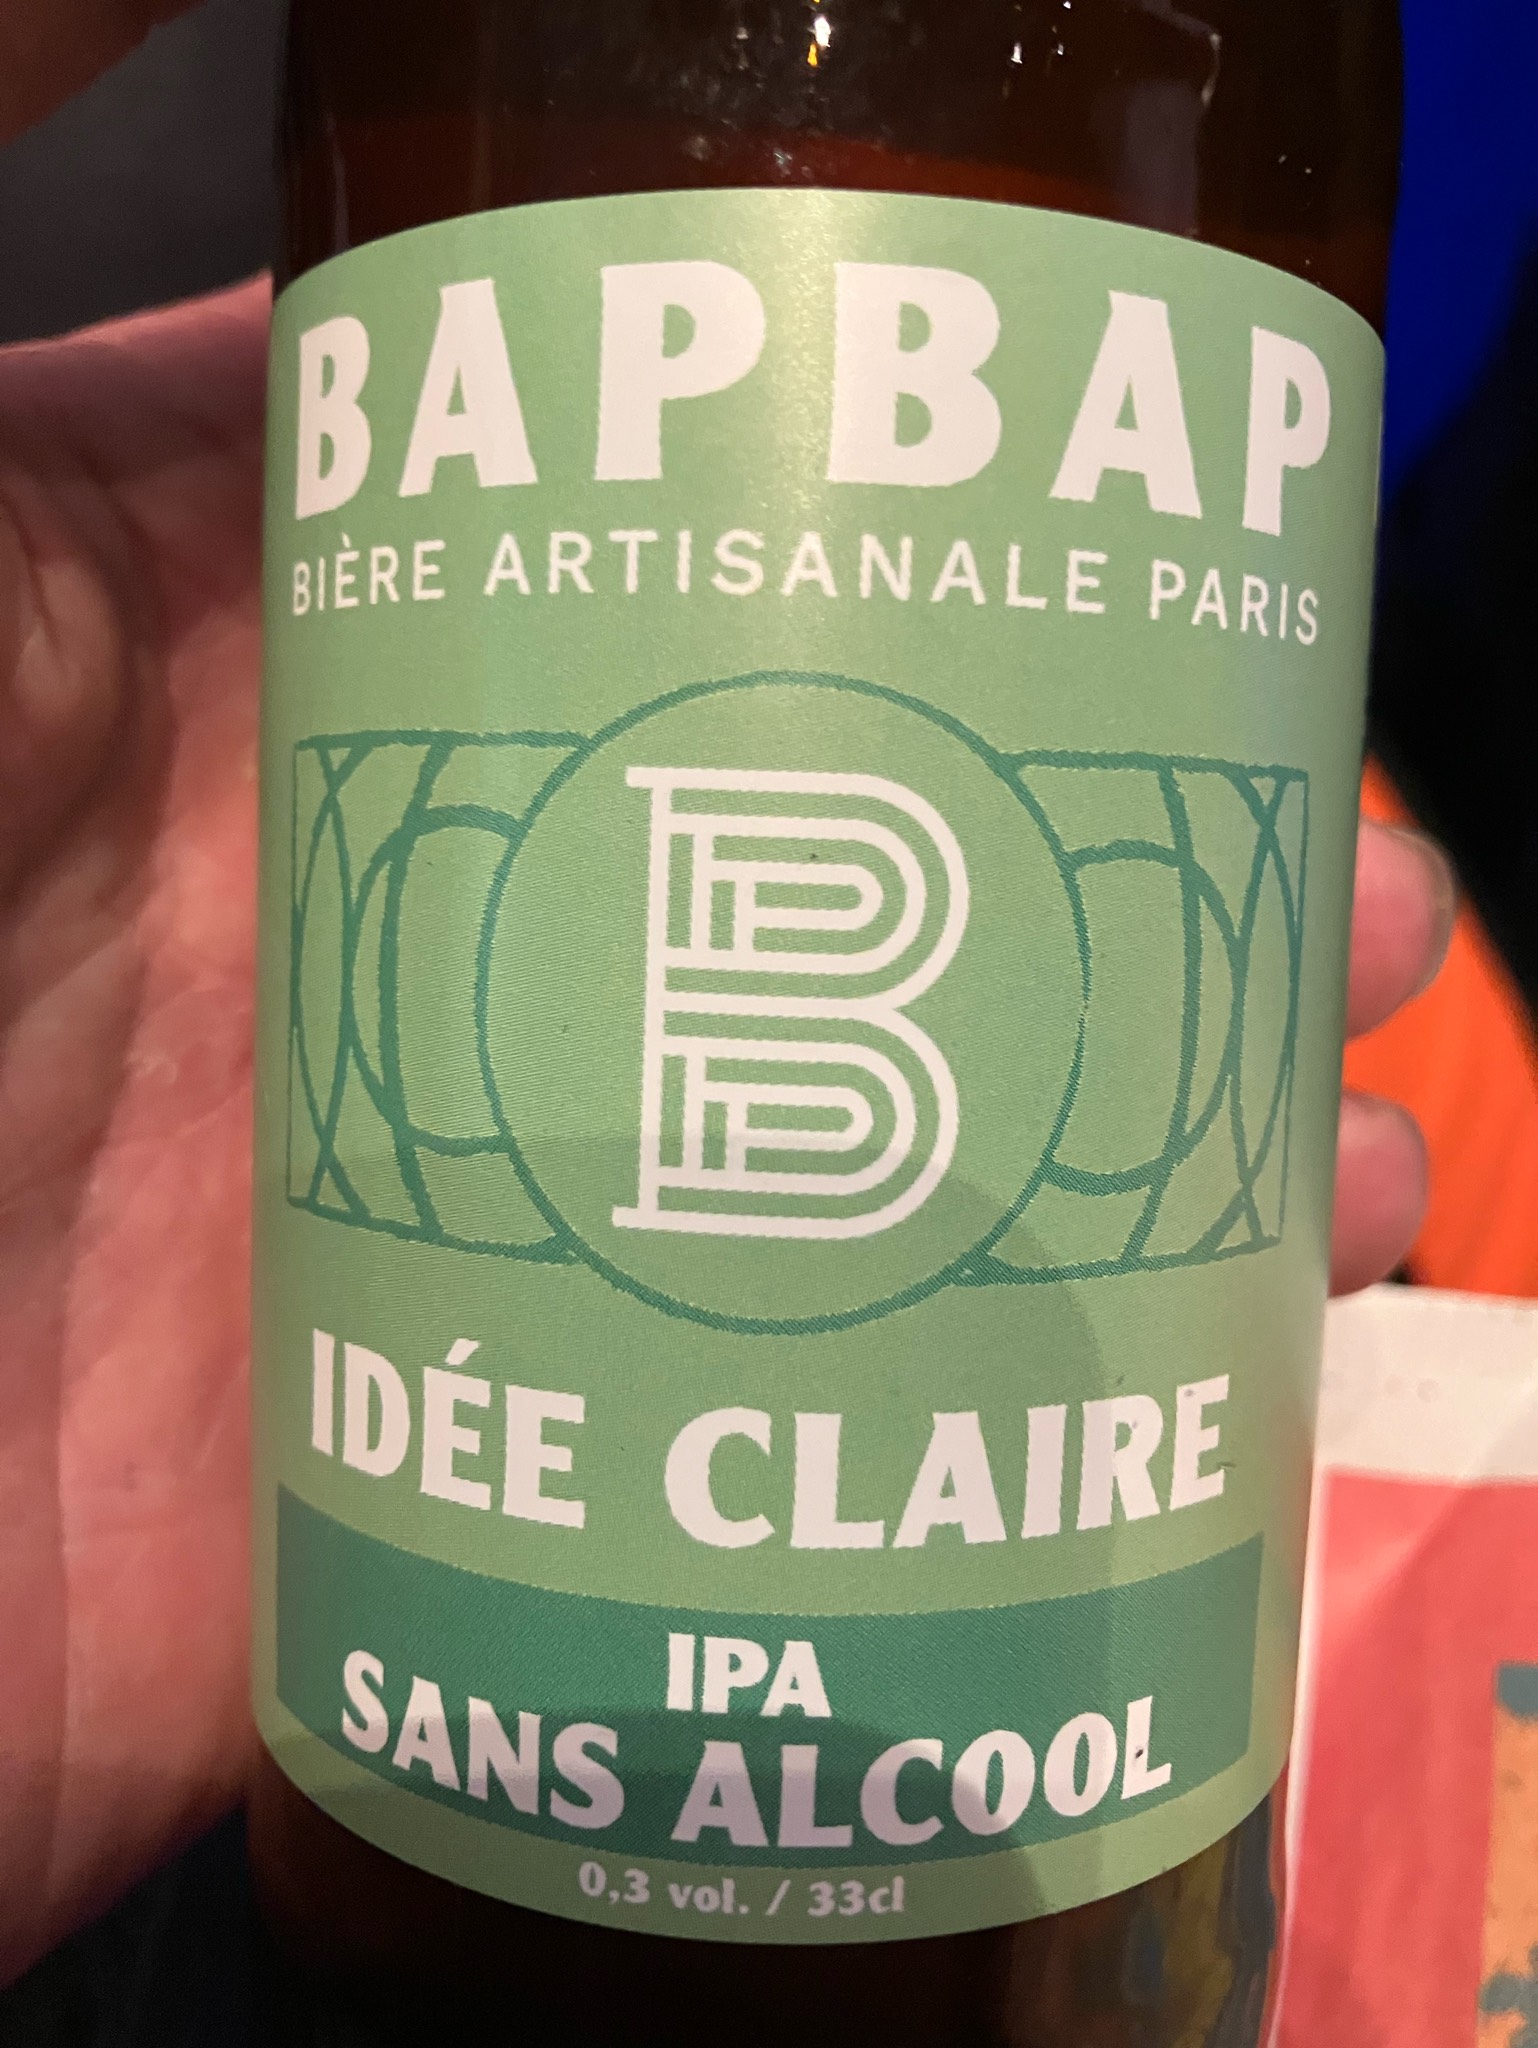 BAPBAP
BIÈRE ARTISANALE PARIS
B
IDÉE CLAIRE
IPA
SANS ALCOOL
0,3 vol. / 33cl